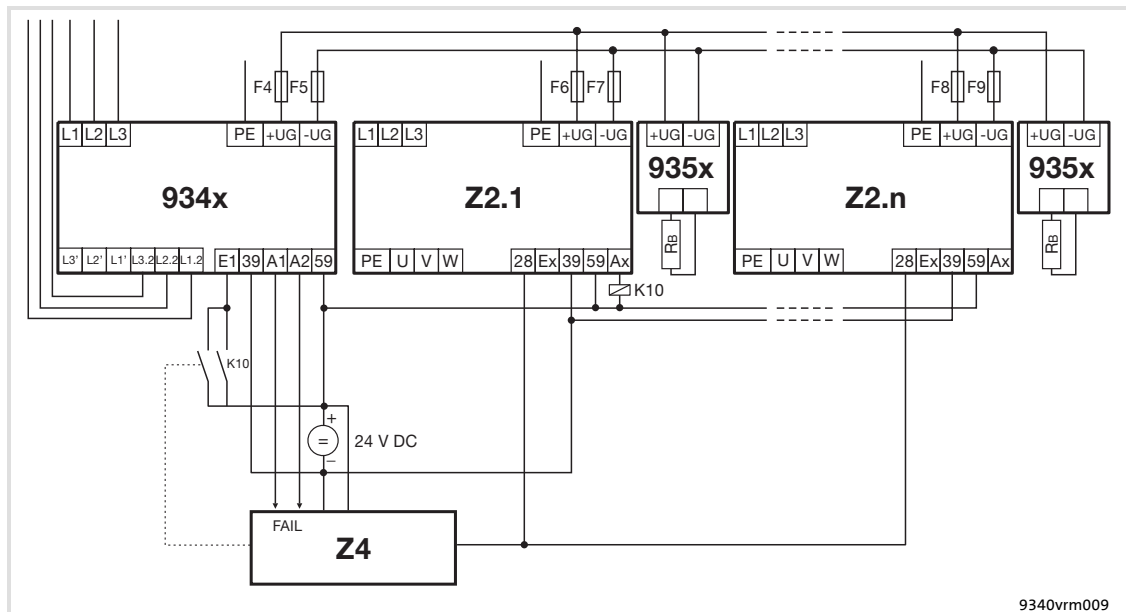 F4 F5 F6 F7 F8 F9
L1 L2 L3 PE +UG -UG L1 L2 L3 PE +UG -UG +UG -UG L1 L2 L3 PE +UG -UG +UG -UG
934x Z2.1 935x Z2.n 935x
RB RB
L3' L2' L1' L3.2 L2.2 L1.2 E1 39 A1 A2 59 PE U V W 28 Ex 39 59 Ax PE U V W 28 Ex 39 59 Ax
K10
K10
+
= 24 V DC
–
FAIL
Z4
9340vrm009